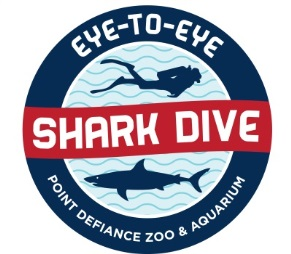 EYE-TO-EYE
SHARK DIVE
POINT DEFIANCE ZOO & AQUARIUM